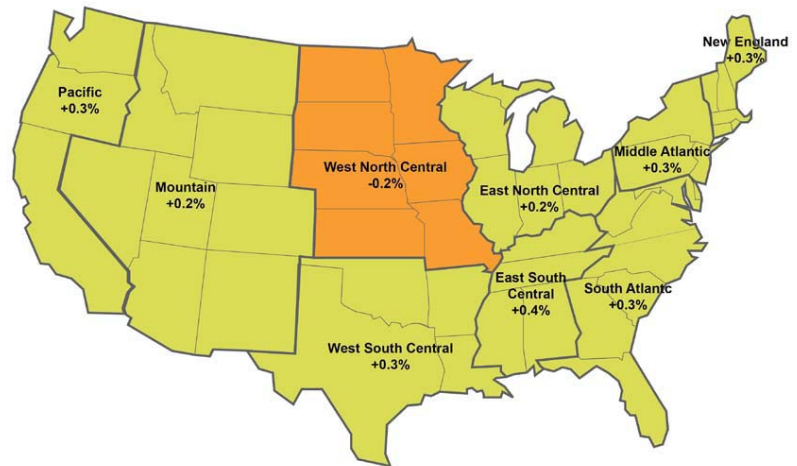 New England
+0.3%
Pacific
+0.3%
Middle Atlantic
+0.3%
West North Central
-0.2%
Mountain
+0.2%
East North Central
+0.2%
East South
Central
+0.4%
South Atlantc
+0.3%
West South Central
+0.3%